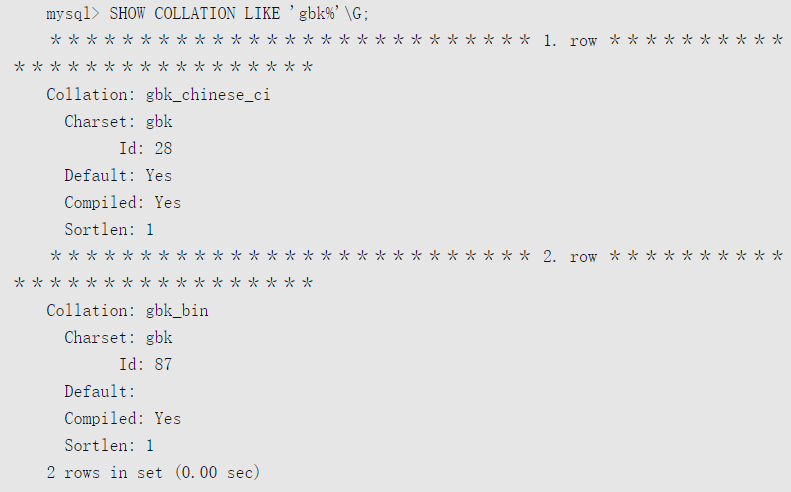 mysql> SHOW COLLATION LIKE 'gbk%'\G;
* * * * * * * * * * * * * * * * * * * * * * * * * * * 1. row * * * * * * * * * *
* * * * * * * * * * * * * * * * *
Collation: gbk_chinese_ci
Charset: gbk
Id: 28
Default: Yes
Compiled: Yes
Sortlen: 1
* * * * * * * * * * * * * * * * * * * * * * * * * * * 2. row * * * * * * * * * *
* * * * * * * * * * * * * * * * *
Collation: gbk_bin
Charset: gbk
Id: 87
Default:
Compiled: Yes
Sortlen: 1
2 rows in set (0.00 sec)